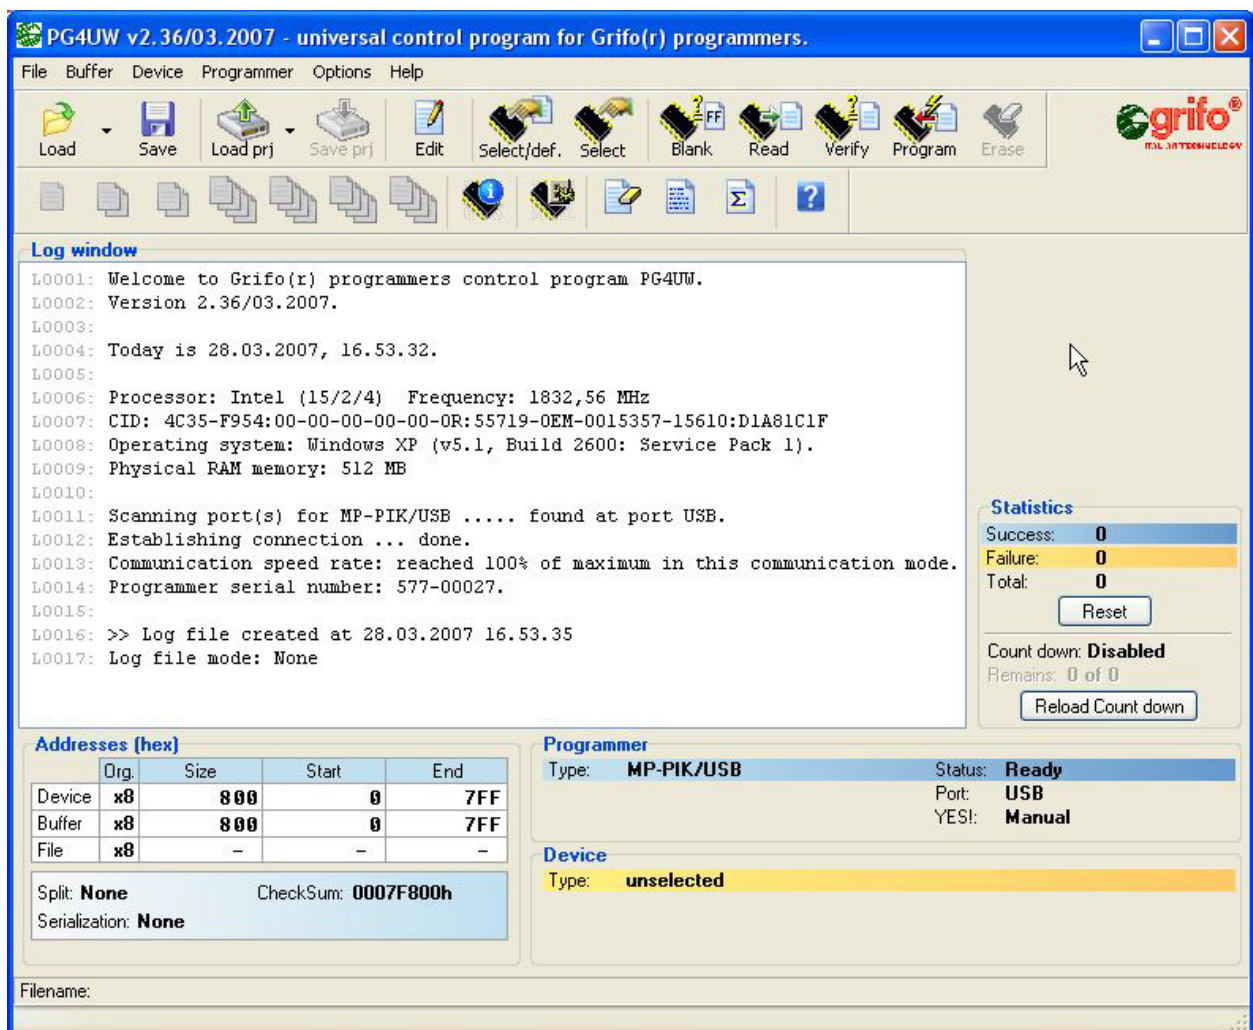 PG4UW v2.36/03.2007 - universal control program for Grifo(r) programmers.
File Buffer Device Programmer Options Help
Load Save Load prj Save prj Edit Select/def. Select Blank Read Verify Program Erase
grifo®
ITALIAN TECHNOLOGY
Log window
L0001: Welcome to Grifo(r) programmers control program PG4UW.
L0002: Version 2.36/03.2007.
L0003:
L0004: Today is 28.03.2007, 16.53.32.
L0005:
L0006: Processor: Intel (15/2/4) Frequency: 1832,56 MHz
L0007: CID: 4C35-F954:00-00-00-00-00-0R:55719-OEM-0015357-15610:D1A81C1F
L0008: Operating system: Windows XP (v5.1, Build 2600: Service Pack 1).
L0009: Physical RAM memory: 512 MB
L0010:
L0011: Scanning port(s) for MP-PIK/USB ..... found at port USB.
L0012: Establishing connection ... done.
L0013: Communication speed rate: reached 100% of maximum in this communication mode.
L0014: Programmer serial number: 577-00027.
L0015:
L0016: >> Log file created at 28.03.2007 16.53.35
L0017: Log file mode: None
Statistics
Success: 0
Failure: 0
Total: 0
Reset
Count down: Disabled
Remains: 0 of 0
Reload Count down
Addresses (hex)
Org. Size Start End
Device x8 800 0 7FF
Buffer x8 800 0 7FF
File x8 - - -
Split: None CheckSum: 0007F800h
Serialization: None
Programmer
Type: MP-PIK/USB Status: Ready
Port: USB
YES!: Manual
Device
Type: unselected
Filename: